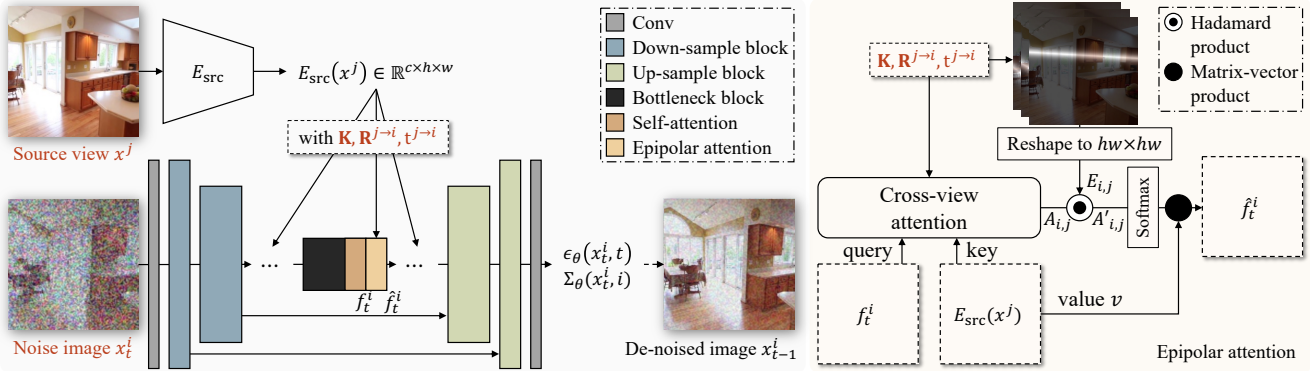 E_src
E_src(x^j) ∈ ℝ^{c×h×w}
with K, R^{j→i}, t^{j→i}
Source view x^j
Conv
Down-sample block
Up-sample block
Bottleneck block
Self-attention
Epipolar attention
...
...
f_t^i
f̂_t^i
ϵ_θ(x_t^i, t)
Σ_θ(x_t^i, i)
Noise image x_t^i
De-noised image x_{t−1}^i
K, R^{j→i}, t^{j→i}
Hadamard
product
Matrix-vector
product
Reshape to hw×hw
Cross-view
attention
E_{i,j}
A_{i,j}
A'_{i,j}
Softmax
f̂_t^i
query
key
f_t^i
E_src(x^j)
value v
Epipolar attention